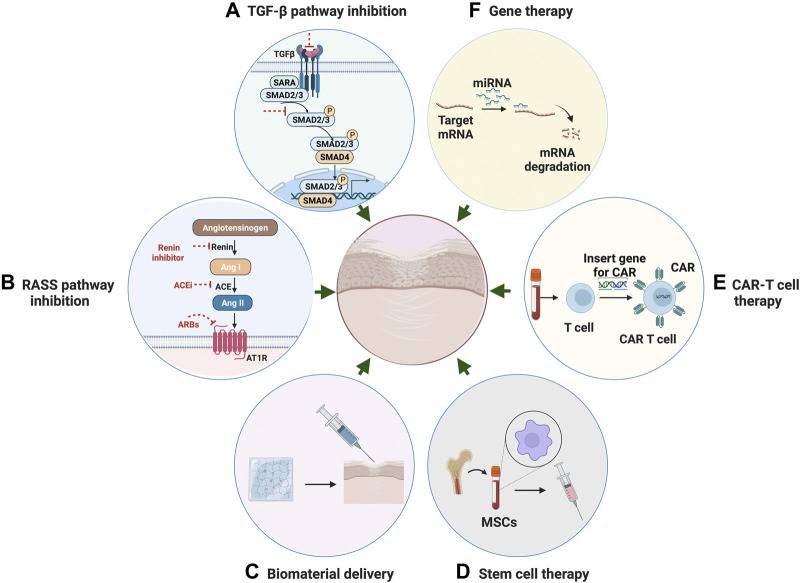 A TGF-β pathway inhibition
TGFβ
SARA
SMAD2/3
P
SMAD2/3
P
SMAD2/3
SMAD4
P
SMAD2/3
SMAD4
F Gene therapy
miRNA
Target
mRNA
mRNA
degradation
B RASS pathway
inhibition
Angiotensinogen
Renin
inhibitor
Renin
Ang I
ACEi
ACE
Ang II
ARBs
AT1R
E CAR-T cell
therapy
Insert gene
for CAR
CAR
T cell
CAR T cell
C Biomaterial delivery
MSCs
D Stem cell therapy